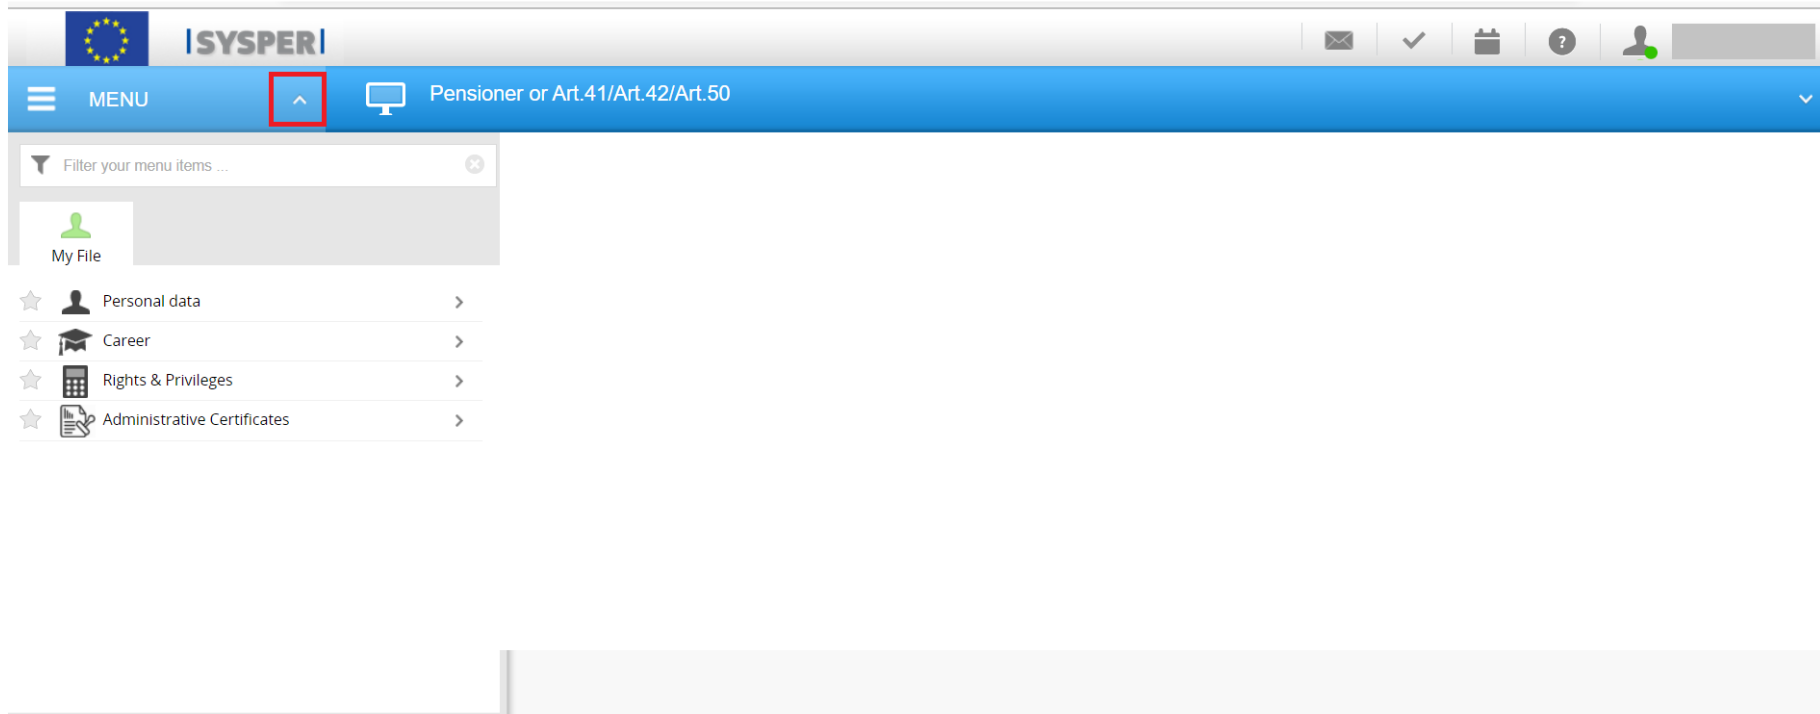 |SYSPER|
MENU
Pensioner or Art.41/Art.42/Art.50
Filter your menu items ...
My File
Personal data
Career
Rights & Privileges
Administrative Certificates